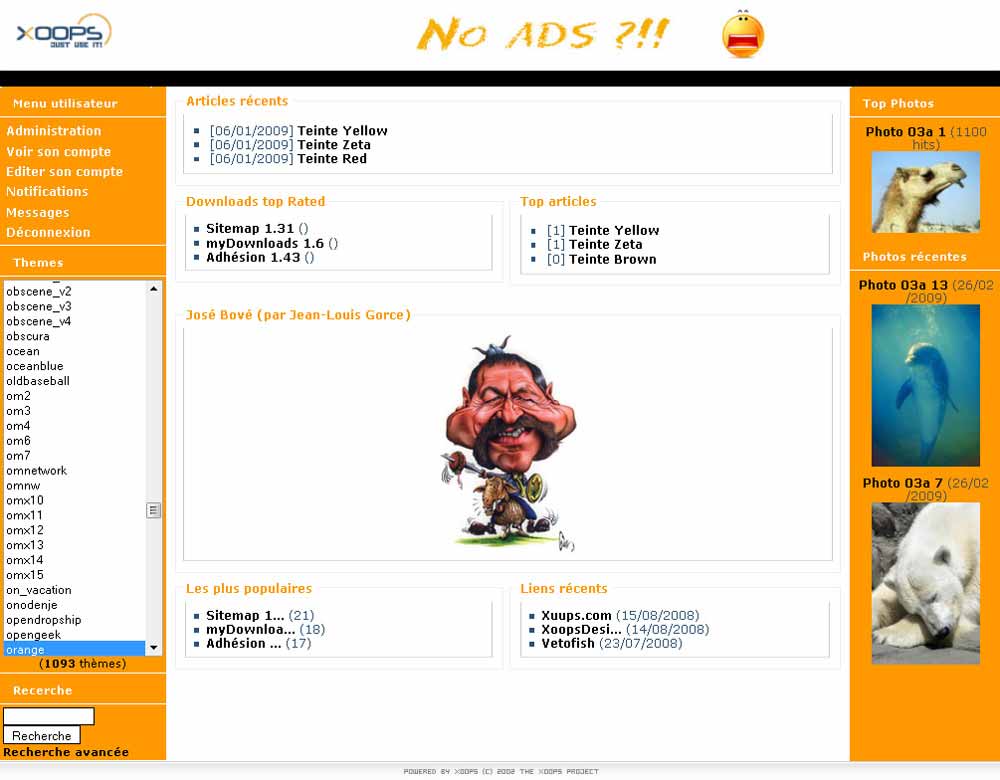 XOOPS
JUST USE IT!
No ADS ?!!
Menu utilisateur
Administration
Voir son compte
Editer son compte
Notifications
Messages
Déconnexion
Themes
obscene_v2
obscene_v3
obscene_v4
obscura
ocean
oceanblue
oldbaseball
om2
om3
om4
om6
om7
omnetwork
omnw
omx10
omx11
omx12
omx13
omx14
omx15
on_vacation
onodenje
opendropship
opengeek
orange
(1093 thèmes)
Recerche
Recherche
Recherche avancée
Articles récents
[06/01/2009] Teinte Yellow
[06/01/2009] Teinte Zeta
[06/01/2009] Teinte Red
Downloads top Rated
Sitemap 1.31 ()
myDownloads 1.6 ()
Adhésion 1.43 ()
Top articles
[1] Teinte Yellow
[1] Teinte Zeta
[0] Teinte Brown
José Bové (par Jean-Louis Gorce)
Les plus populaires
Sitemap 1... (21)
myDownloa... (18)
Adhésion ... (17)
Liens récents
Xuups.com (15/08/2008)
XoopsDesi... (14/08/2008)
Vetofish (23/07/2008)
Top Photos
Photo 03a 1 (1100
hits)
Photos récentes
Photo 03a 13 (26/02
/2009)
Photo 03a 7 (26/02
/2009)
POWERED BY XOOPS (C) 2002 THE XOOPS PROJECT